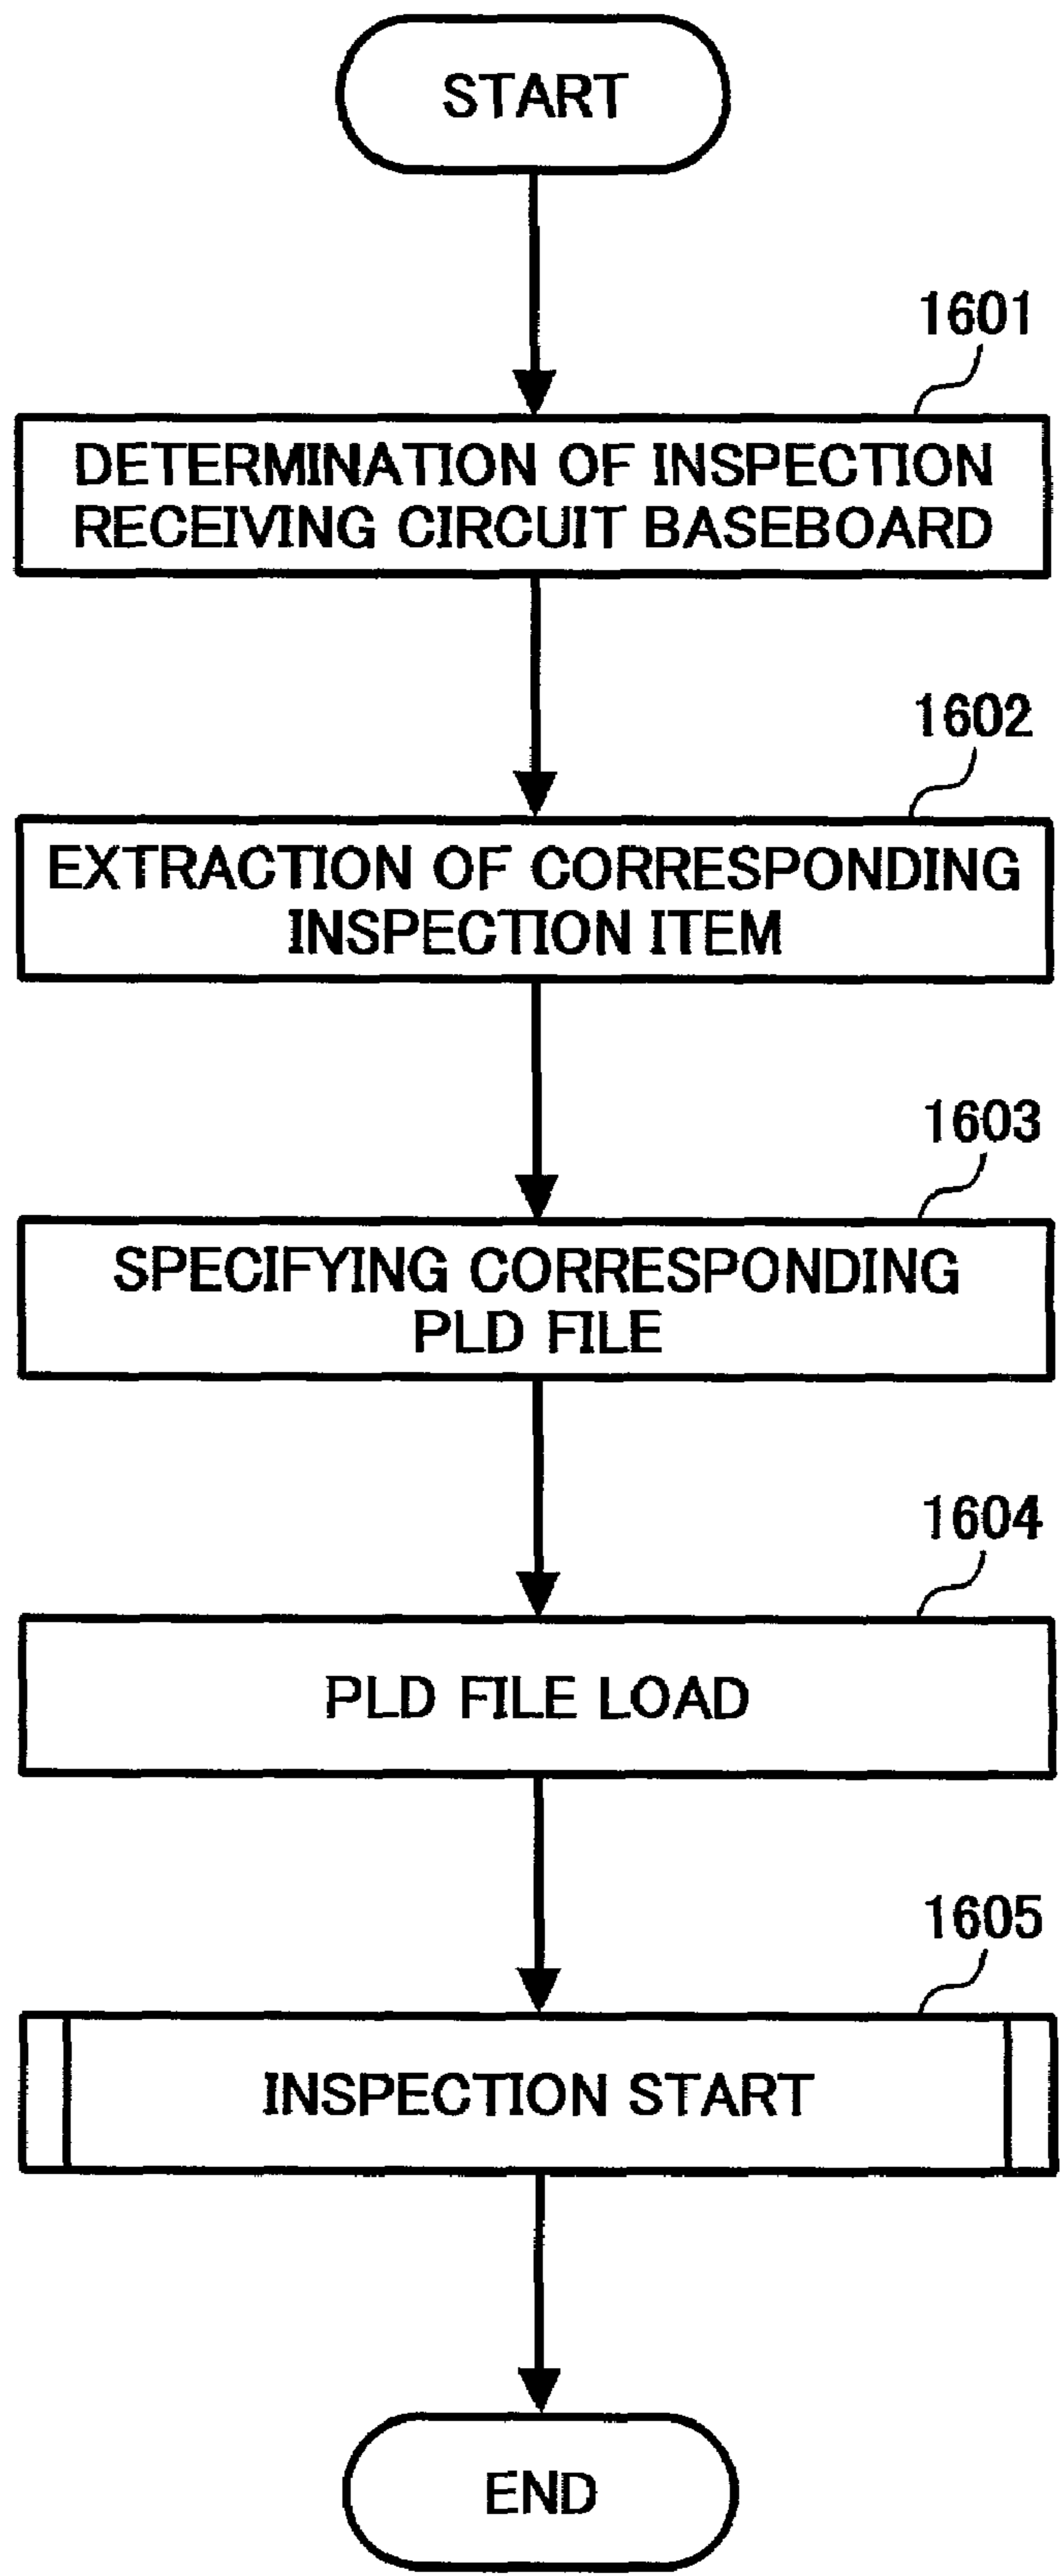 START
1601
DETERMINATION OF INSPECTION
RECEIVING CIRCUIT BASEBOARD
1602
EXTRACTION OF CORRESPONDING
INSPECTION ITEM
1603
SPECIFYING CORRESPONDING
PLD FILE
1604
PLD FILE LOAD
1605
INSPECTION START
END